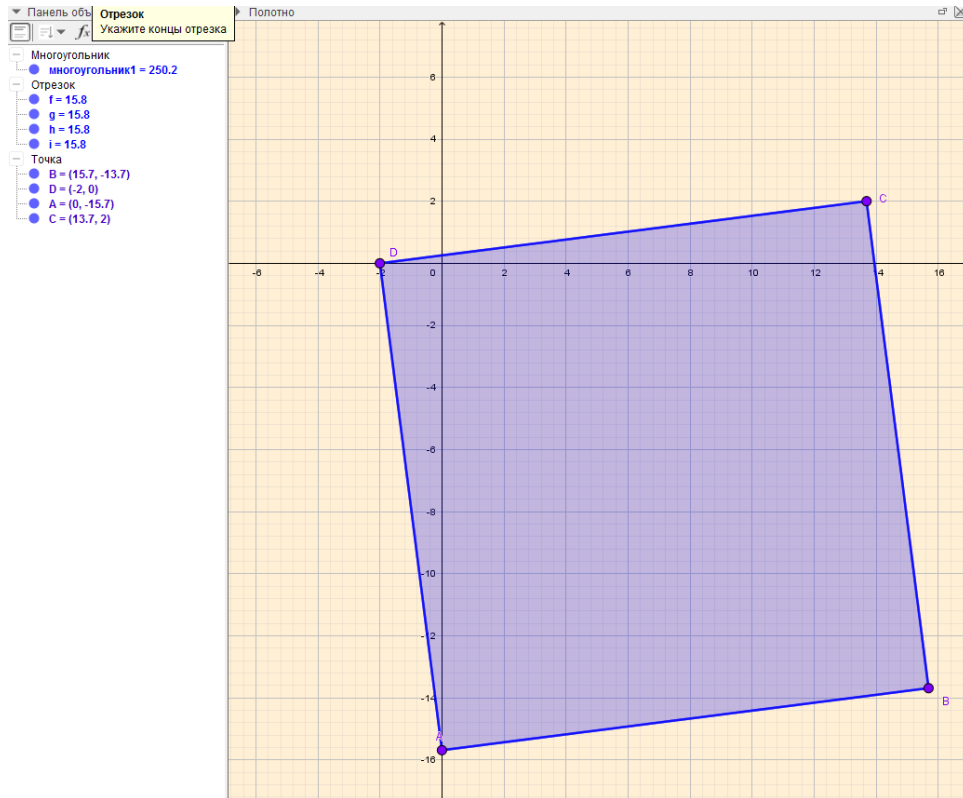 Панель объ
Отрезок
Укажите концы отрезка
Полотно
fx
Многоугольник
многоугольник1 = 250.2
Отрезок
f = 15.8
g = 15.8
h = 15.8
i = 15.8
Точка
B = (15.7, -13.7)
D = (-2, 0)
A = (0, -15.7)
C = (13.7, 2)
6
4
2
C
D
-6 -4 -2 0 2 4 6 8 10 12 14 16
-2
-4
-6
-8
-10
-12
-14
B
A
-16